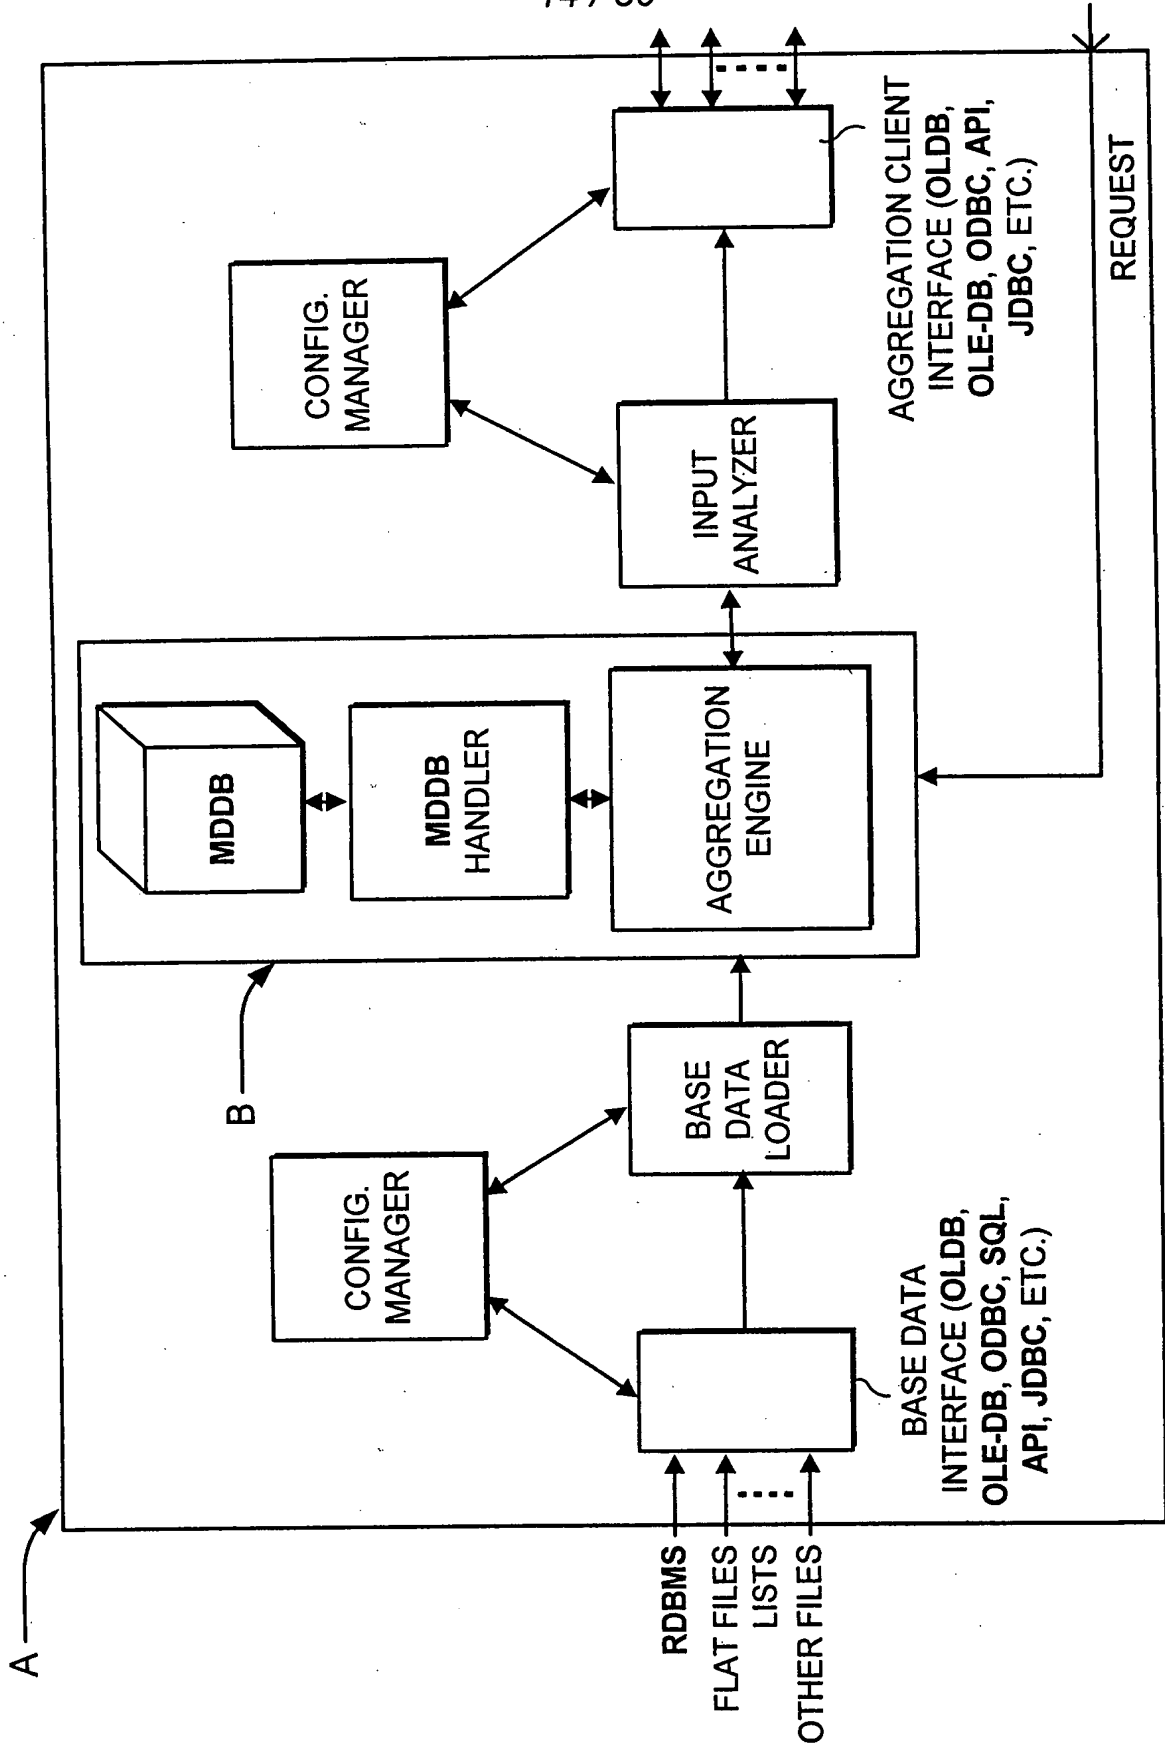 A
B
RDBMS
FLAT FILES
LISTS
OTHER FILES
BASE DATA
INTERFACE (OLDB,
OLE-DB, ODBC, SQL,
API, JDBC, ETC.)
CONFIG.
MANAGER
BASE
DATA
LOADER
MDDB
MDDB
HANDLER
AGGREGATION
ENGINE
INPUT
ANALYZER
CONFIG.
MANAGER
AGGREGATION CLIENT
INTERFACE (OLDB,
OLE-DB, ODBC, API,
JDBC, ETC.)
REQUEST